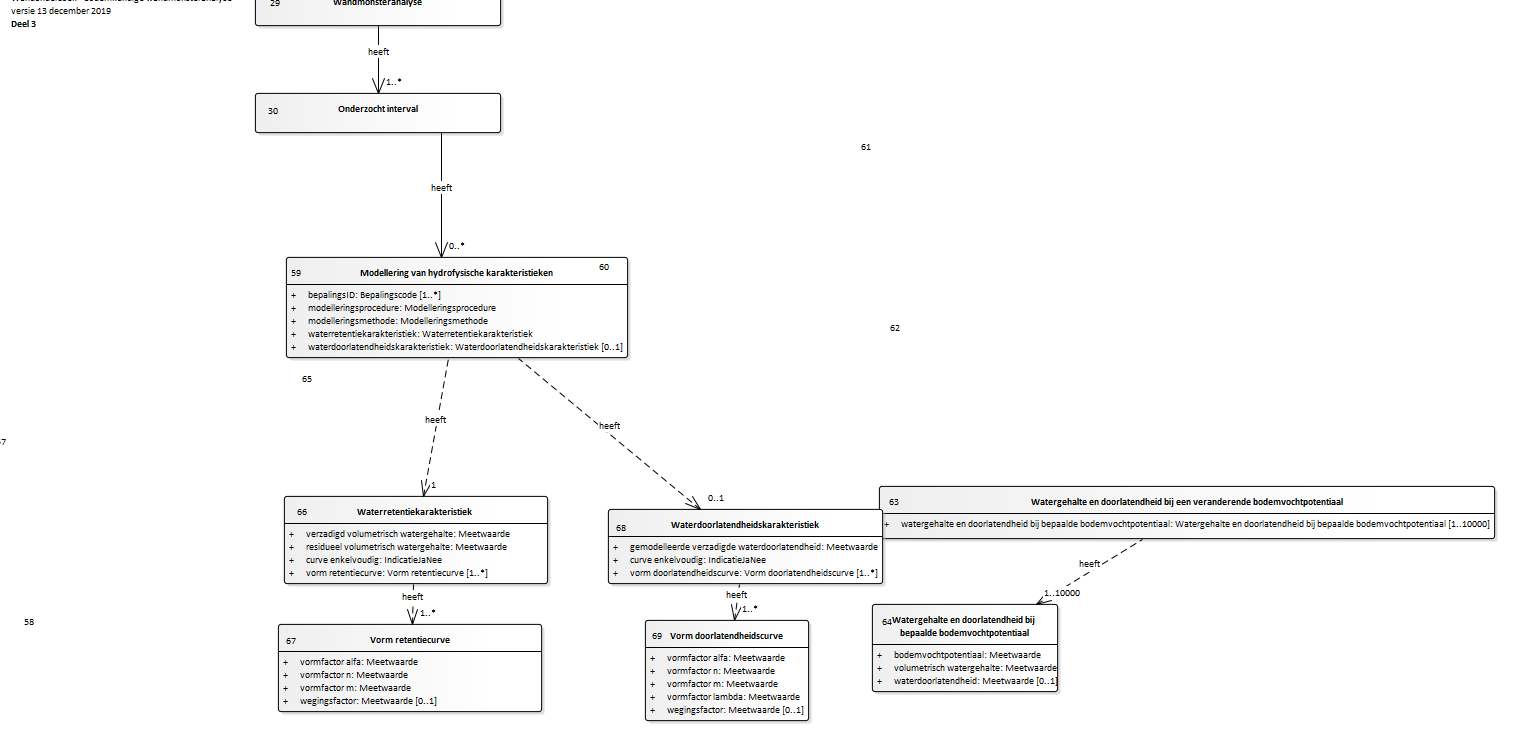 versie 13 december 2019
Deel 3
29
Wandmonsteranalyse
heeft
1..*
30
Onderzocht interval
61
heeft
0..*
59
Modellering van hydrofysische karakteristieken
60
+ bepalingsID: Bepalingscode [1..*]
+ modelleringsprocedure: Modelleringsprocedure
+ modelleringsmethode: Modelleringsmethode
+ waterretentiekarakteristiek: Waterretentiekarakteristiek
+ waterdoorlatendheidskarakteristiek: Waterdoorlatendheidskarakteristiek [0..1]
62
65
heeft
heeft
1
0..1
66
Waterretentiekarakteristiek
+ verzadigd volumetrisch watergehalte: Meetwaarde
+ residueel volumetrisch watergehalte: Meetwaarde
+ curve enkelvoudig: IndicatieJaNee
+ vorm retentiecurve: Vorm retentiecurve [1..*]
68
Waterdoorlatendheidskarakteristiek
+ gemodelleerde verzadigde waterdoorlatendheid: Meetwaarde
+ curve enkelvoudig: IndicatieJaNee
+ vorm doorlatendheidscurve: Vorm doorlatendheidscurve [1..*]
63
Watergehalte en doorlatendheid bij een veranderende bodemvochtpotentiaal
+ watergehalte en doorlatendheid bij bepaalde bodemvochtpotentiaal: Watergehalte en doorlatendheid bij bepaalde bodemvochtpotentiaal [1..10000]
heeft
1..*
heeft
1..*
heeft
1..10000
58
67
Vorm retentiecurve
+ vormfactor alfa: Meetwaarde
+ vormfactor n: Meetwaarde
+ vormfactor m: Meetwaarde
+ wegingsfactor: Meetwaarde [0..1]
69
Vorm doorlatendheidscurve
+ vormfactor alfa: Meetwaarde
+ vormfactor n: Meetwaarde
+ vormfactor m: Meetwaarde
+ vormfactor lambda: Meetwaarde
+ wegingsfactor: Meetwaarde [0..1]
64
Watergehalte en doorlatendheid bij
bepaalde bodemvochtpotentiaal
+ bodemvochtpotentiaal: Meetwaarde
+ volumetrisch watergehalte: Meetwaarde
+ waterdoorlatendheid: Meetwaarde [0..1]